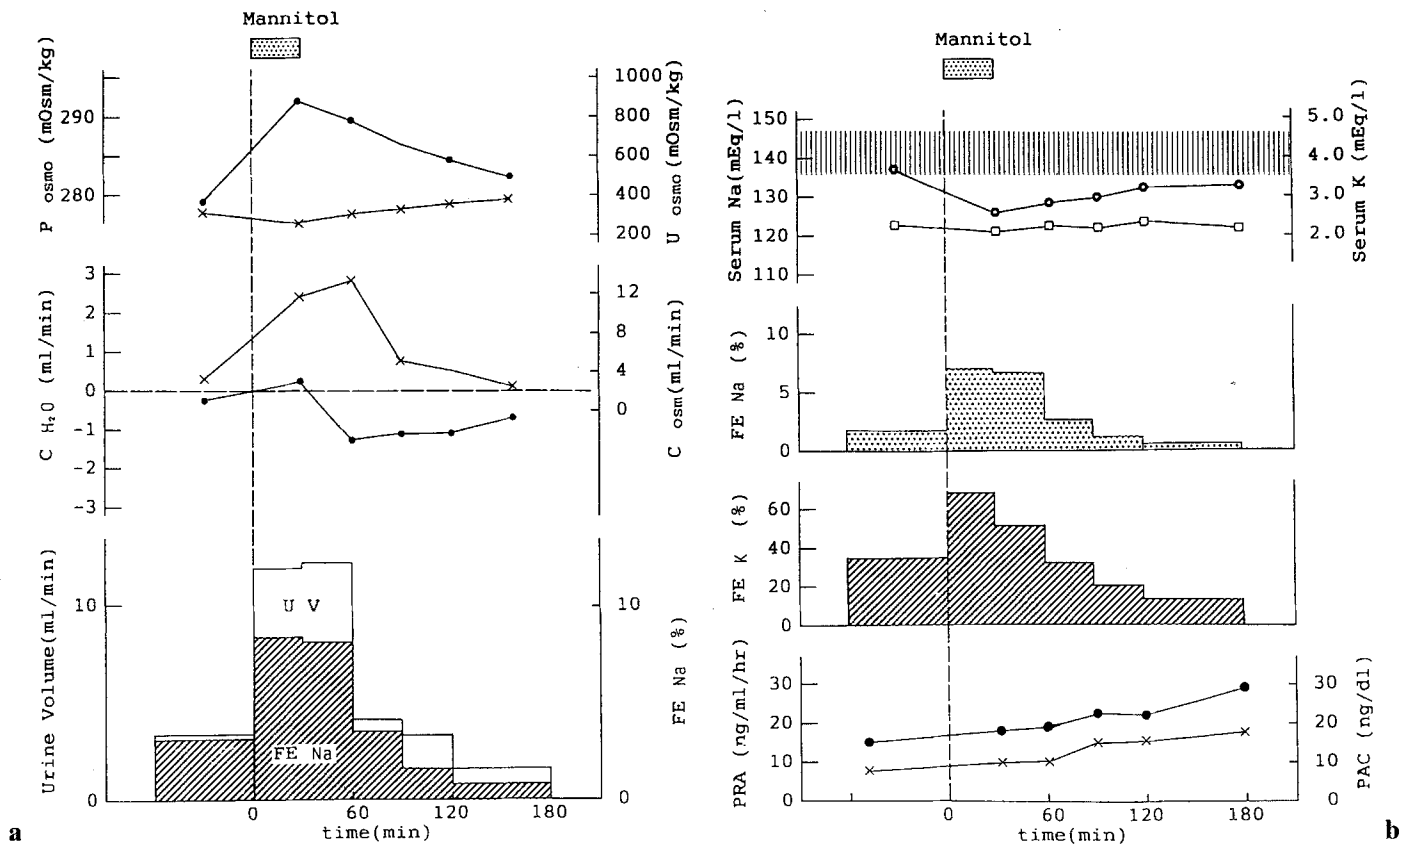 Mannitol
P osmo (mOsm/kg)
290
280
1000
800
600
400
200
U osmo (mOsm/kg)
C H₂O (ml/min)
3
2
1
0
-1
-2
-3
12
8
4
0
C osm(ml/min)
Urine Volume(ml/min)
10
0
U V
FE Na
10
0
FE Na (%)
0
60
120
180
time(min)
a
Mannitol
Serum Na(mEq/l)
150
140
130
120
110
5.0
4.0
3.0
2.0
Serum K (mEq/l)
FE Na (%)
10
5
0
FE K (%)
60
40
20
0
PRA (ng/ml/hr)
30
20
10
0
30
20
10
0
PAC (ng/dl)
0
60
120
180
time(min)
b